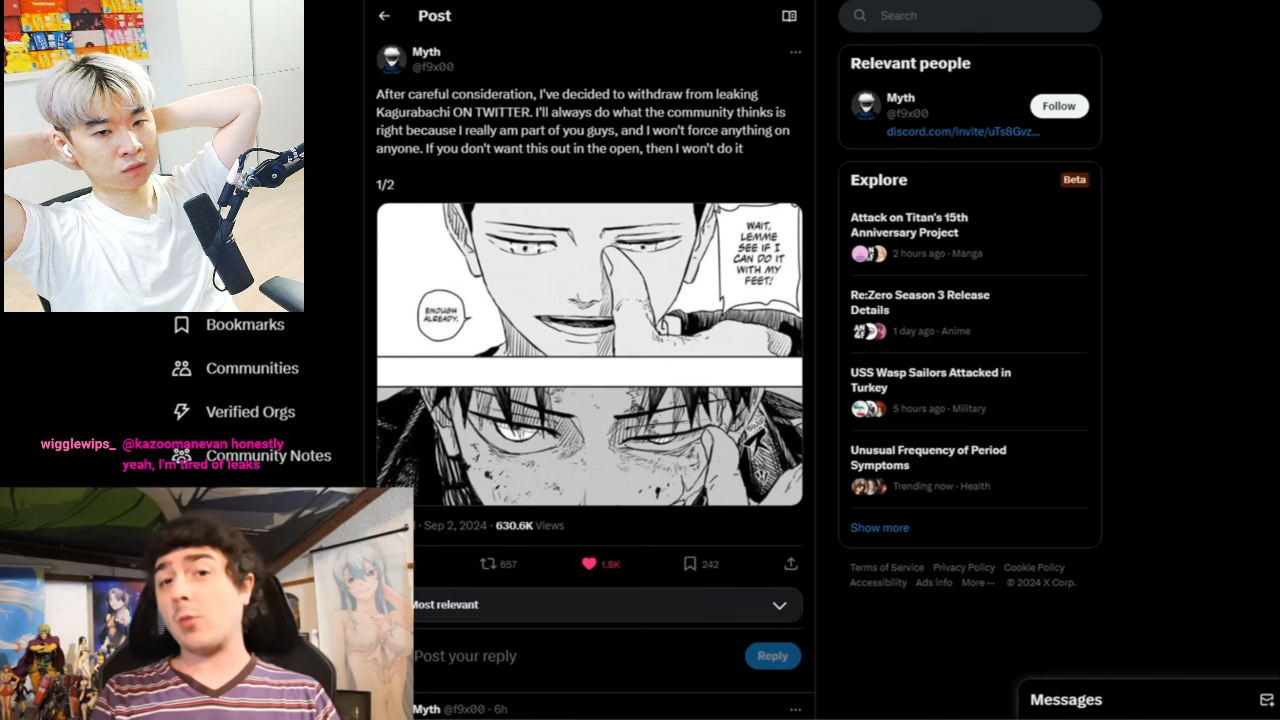 Post
Myth
@f9x00
After careful consideration, I've decided to withdraw from leaking
Kagurabachi ON TWITTER. I'll always do what the community thinks is
right because I really am part of you guys, and I won't force anything on
anyone. If you don't want this out in the open, then I won't do it
1/2
WAIT,
LEMME
SEE IF I
CAN DO IT
WITH MY
FEET!
ENOUGH
ALREADY.
· Sep 2, 2024 · 630.6K Views
657
1.8K
242
Most relevant
Post your reply
Reply
Myth @f9x00 · 6h
Bookmarks
Communities
Verified Orgs
Community Notes
wigglewips_ @kazoomanevan honestly
yeah, I'm tired of leaks
Search
Relevant people
Myth
@f9x00
Follow
discord.com/invite/uTs8Gvz...
Explore
Beta
Attack on Titan's 15th
Anniversary Project
2 hours ago · Manga
Re:Zero Season 3 Release
Details
1 day ago · Anime
USS Wasp Sailors Attacked in
Turkey
5 hours ago · Military
Unusual Frequency of Period
Symptoms
Trending now · Health
Show more
Terms of Service Privacy Policy Cookie Policy
Accessibility Ads info More ··· © 2024 X Corp.
Messages